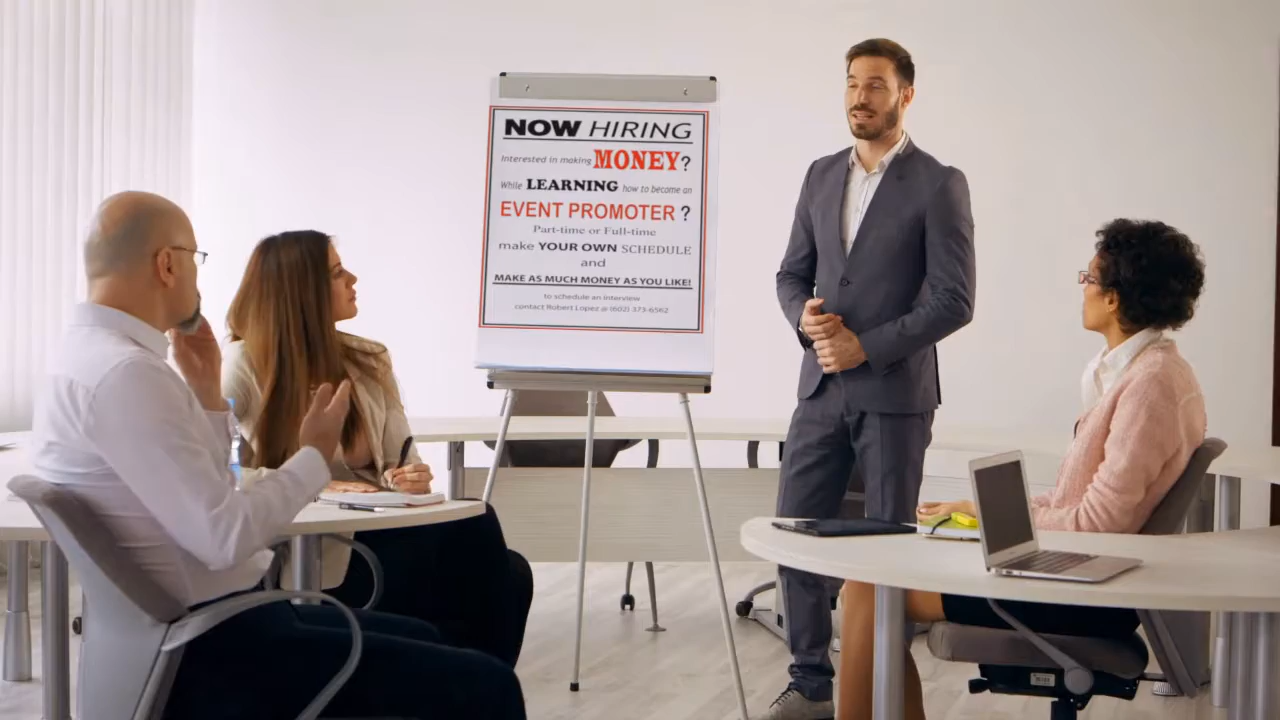 NOW HIRING
Interested in making MONEY?
While LEARNING how to become an
EVENT PROMOTER ?
Part-time or Full-time
make YOUR OWN SCHEDULE
and
MAKE AS MUCH MONEY AS YOU LIKE!
to schedule an interview
contact Robert Lopez @ (602) 373-6562